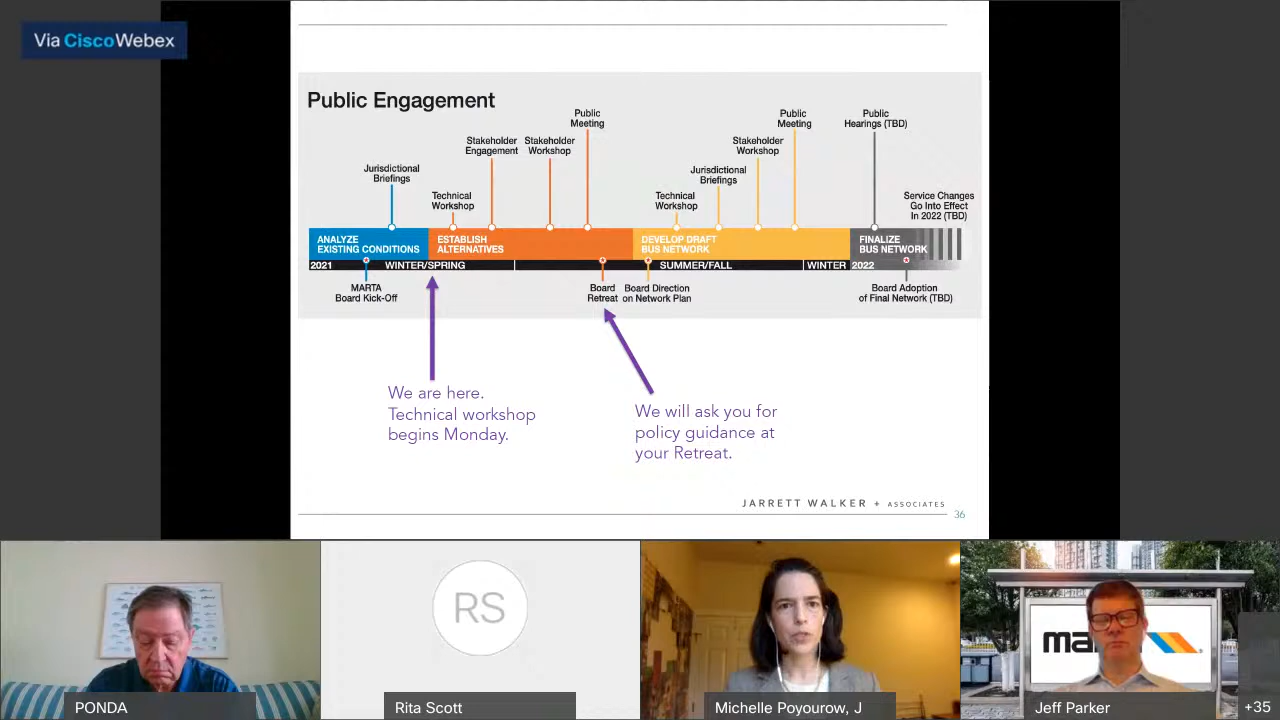 Via CiscoWebex
Public Engagement
Public
Meeting
Public
Meeting
Public
Hearings (TBD)
Stakeholder
Engagement
Stakeholder
Workshop
Stakeholder
Workshop
Jurisdictional
Briefings
Jurisdictional
Briefings
Technical
Workshop
Technical
Workshop
Service Changes
Go Into Effect
In 2022 (TBD)
ANALYZE
EXISTING CONDITIONS
ESTABLISH
ALTERNATIVES
DEVELOP DRAFT
BUS NETWORK
FINALIZE
BUS NETWORK
2021 WINTER/SPRING SUMMER/FALL WINTER 2022
MARTA
Board Kick-Off
Board
Retreat
Board Direction
on Network Plan
Board Adoption
of Final Network (TBD)
We are here.
Technical workshop
begins Monday.
We will ask you for
policy guidance at
your Retreat.
JARRETT WALKER + ASSOCIATES
36
RS
PONDA
Rita Scott
Michelle Poyourow, J
Jeff Parker
+35